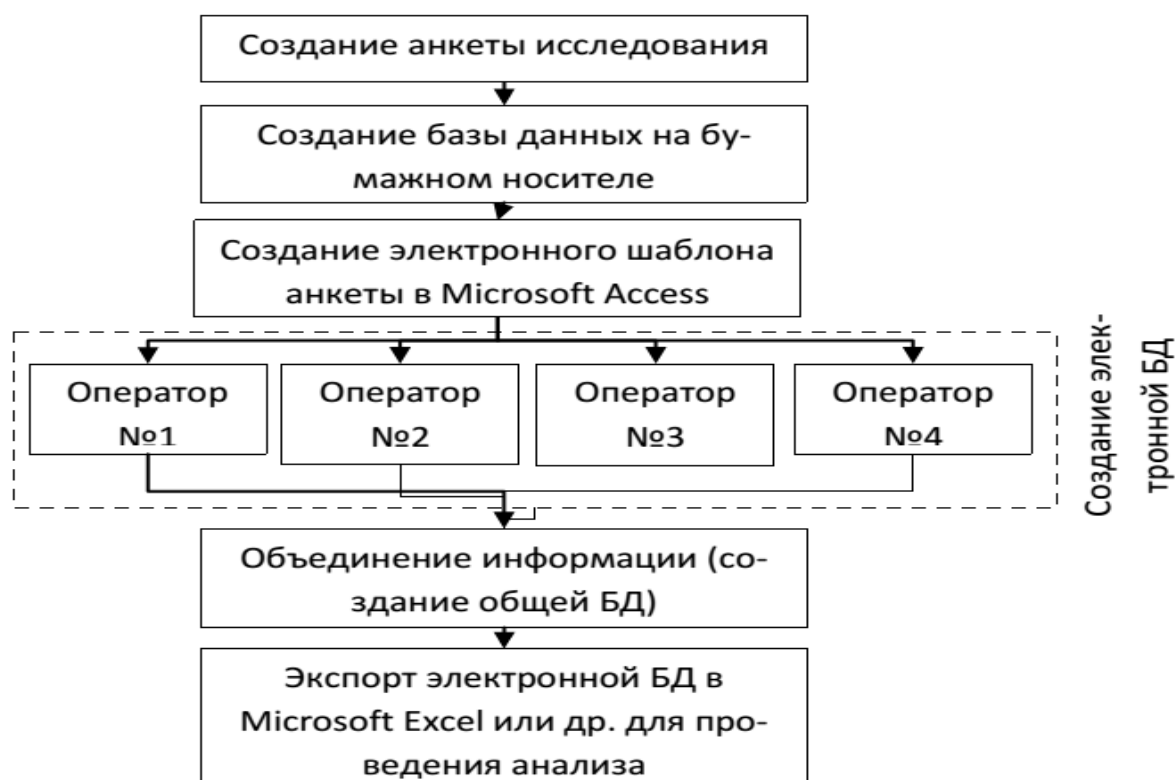 Создание анкеты исследования
Создание базы данных на бу-
мажном носителе
Создание электронного шаблона
анкеты в Microsoft Access
Оператор
№1
Оператор
№2
Оператор
№3
Оператор
№4
Создание элек-
тронной БД
Объединение информации (со-
здание общей БД)
Экспорт электронной БД в
Microsoft Excel или др. для про-
ведения анализа